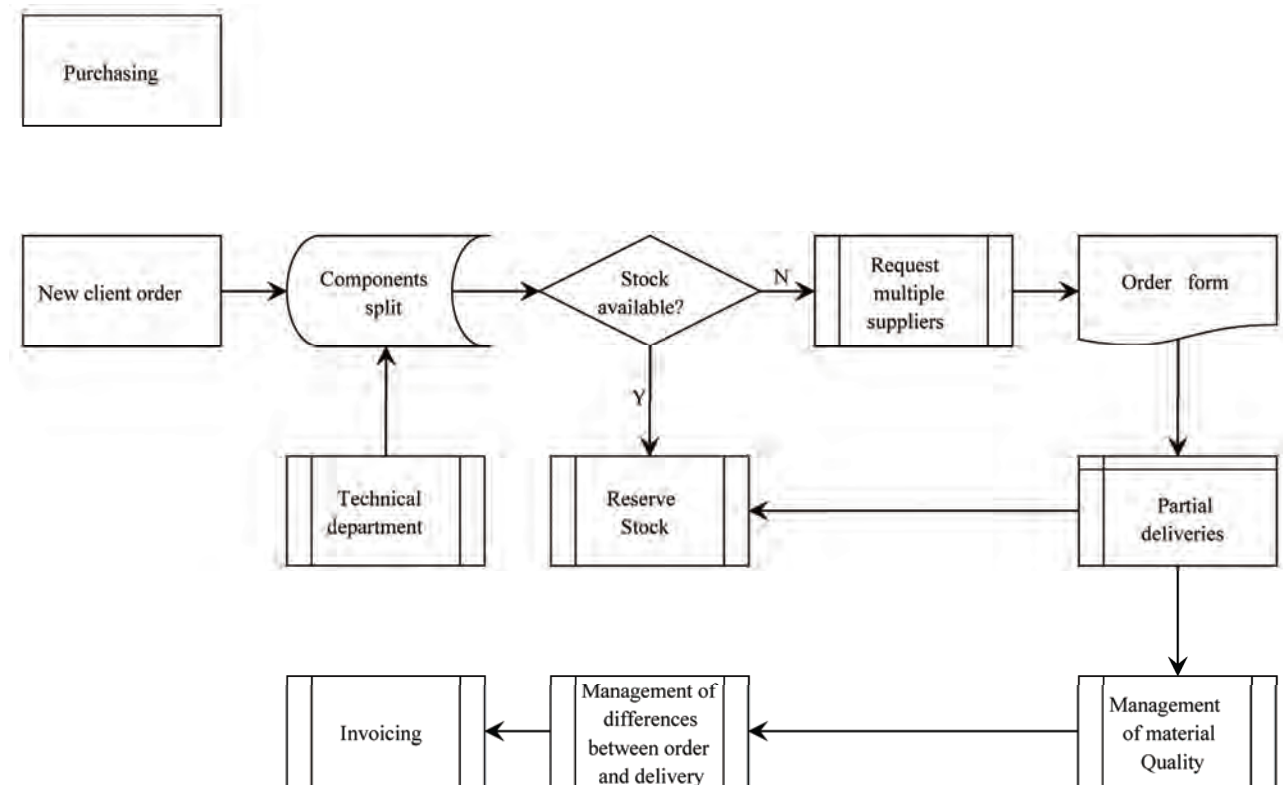 Purchasing
New client order
Components
split
Stock
available?
N
Request
multiple
suppliers
Order form
Y
Technical
department
Reserve
Stock
Partial
deliveries
Invoicing
Management of
differences
between order
and delivery
Management
of material
Quality